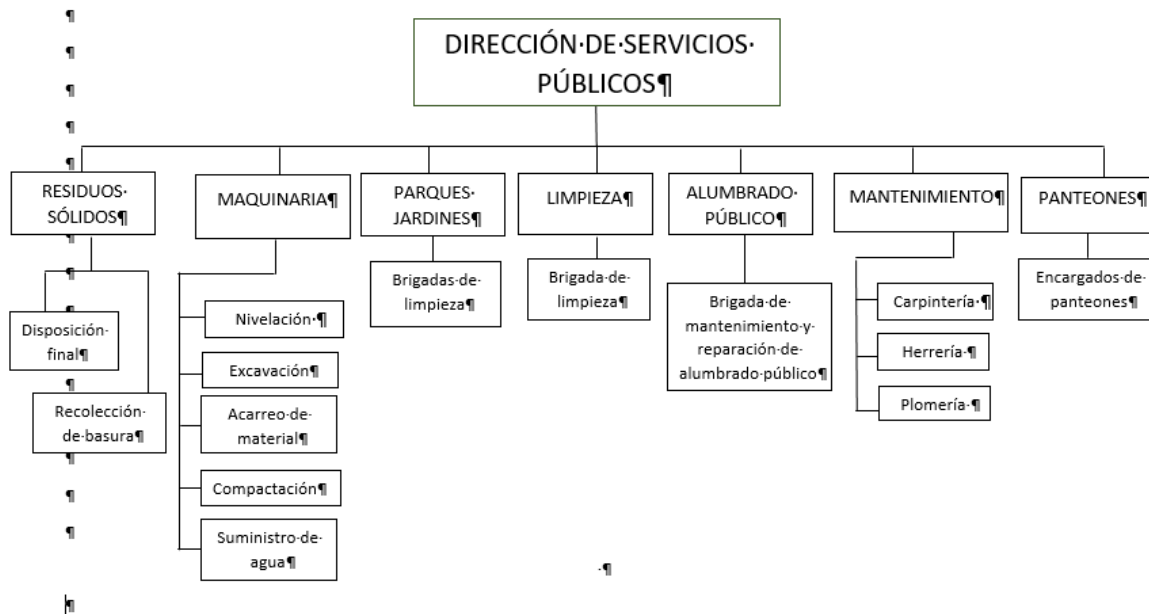 DIRECCIÓN·DE·SERVICIOS·
PÚBLICOS¶
RESIDUOS·
SÓLIDOS¶
MAQUINARIA¶
PARQUES·
JARDINES¶
LIMPIEZA¶
ALUMBRADO·
PÚBLICO¶
MANTENIMIENTO¶
PANTEONES¶
Disposición·
final¶
Recolección·
de·basura¶
Nivelación·¶
Excavación¶
Acarreo·de·
material¶
Compactación¶
Suministro·de·
agua¶
Brigadas·de·
limpieza¶
Brigada·de·
limpieza¶
Brigada·de·
mantenimiento·y·
reparación·de·
alumbrado·público¶
Carpintería·¶
Herrería·¶
Plomería·¶
Encargados·de·
panteones¶